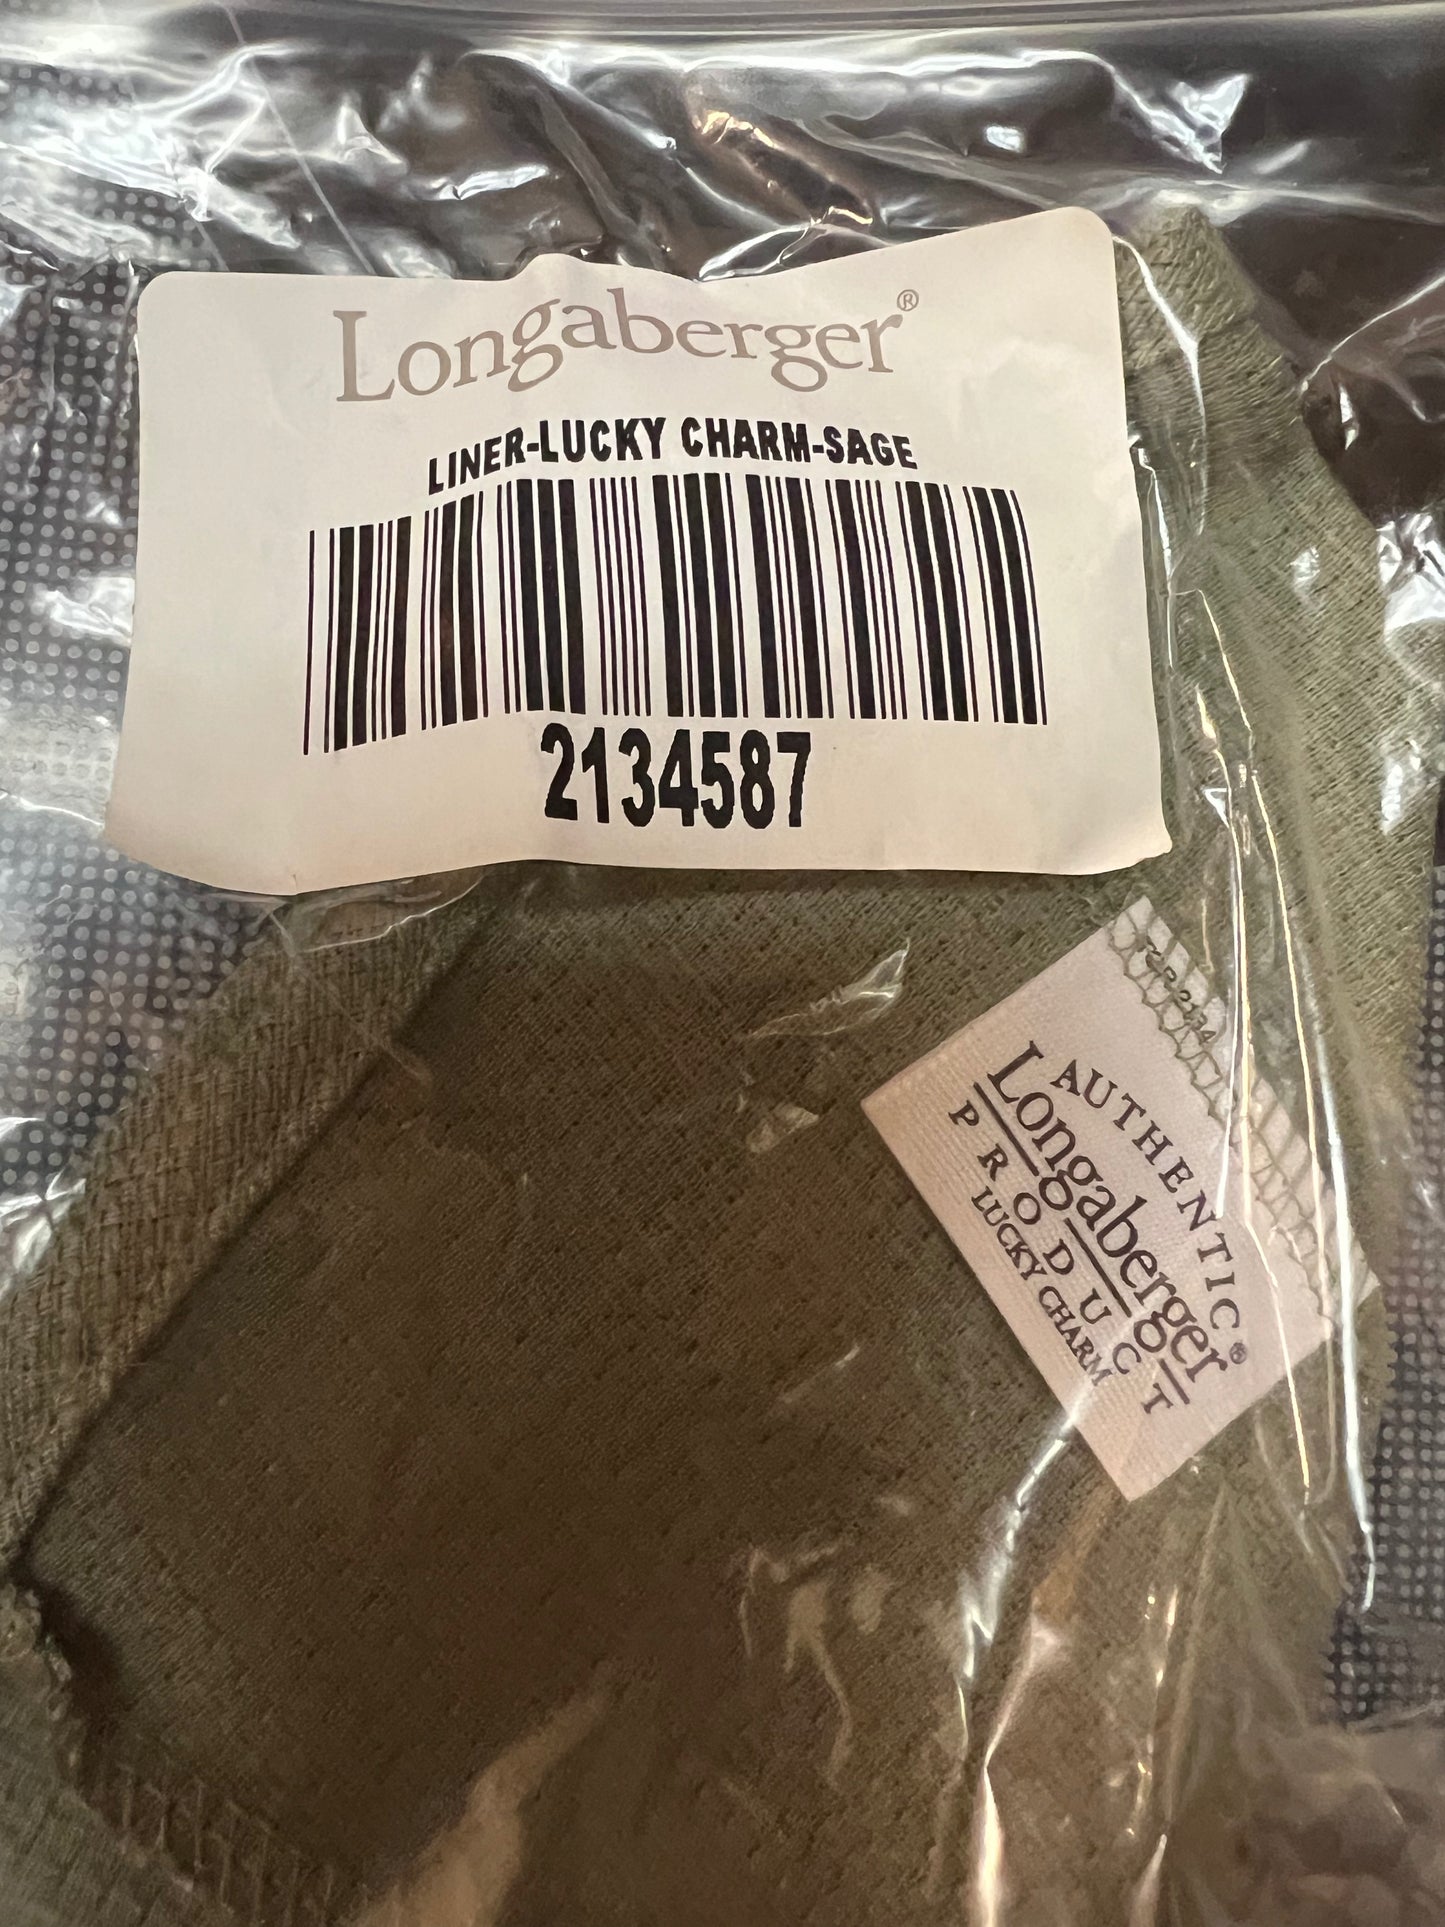 Longaberger®
LINER-LUCKY CHARM-SAGE
2134587
AUTHENTIC
Longaberger®
PRODUCT
LUCKY CHARM